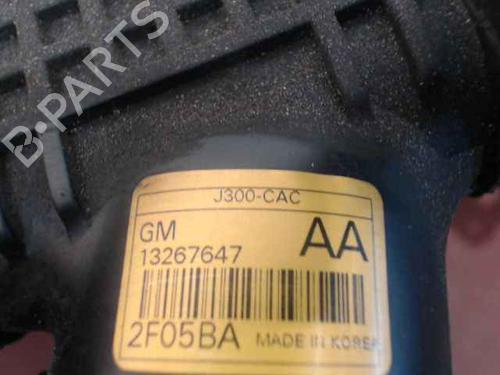 B-PARTS
J300-CAC
GM
AA
13267647
2F05BA MADE IN KOREA